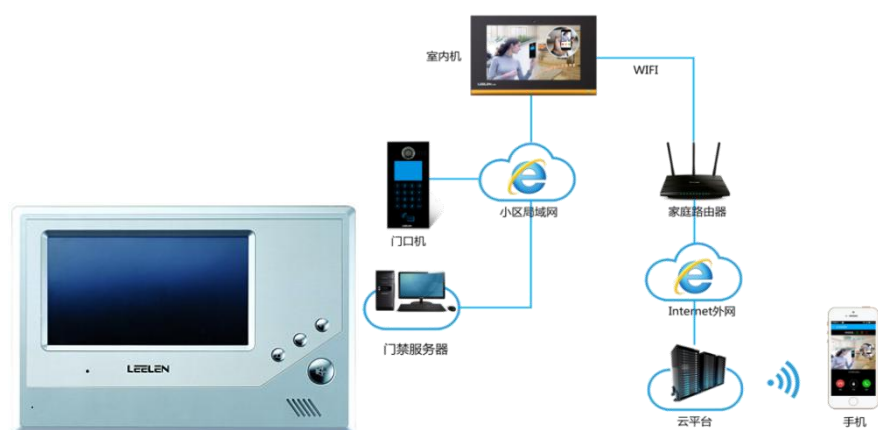 室内机
WIFI
LEELEN
小区局域网
家庭路由器
门口机
Internet外网
门禁服务器
LEELEN
云平台
手机